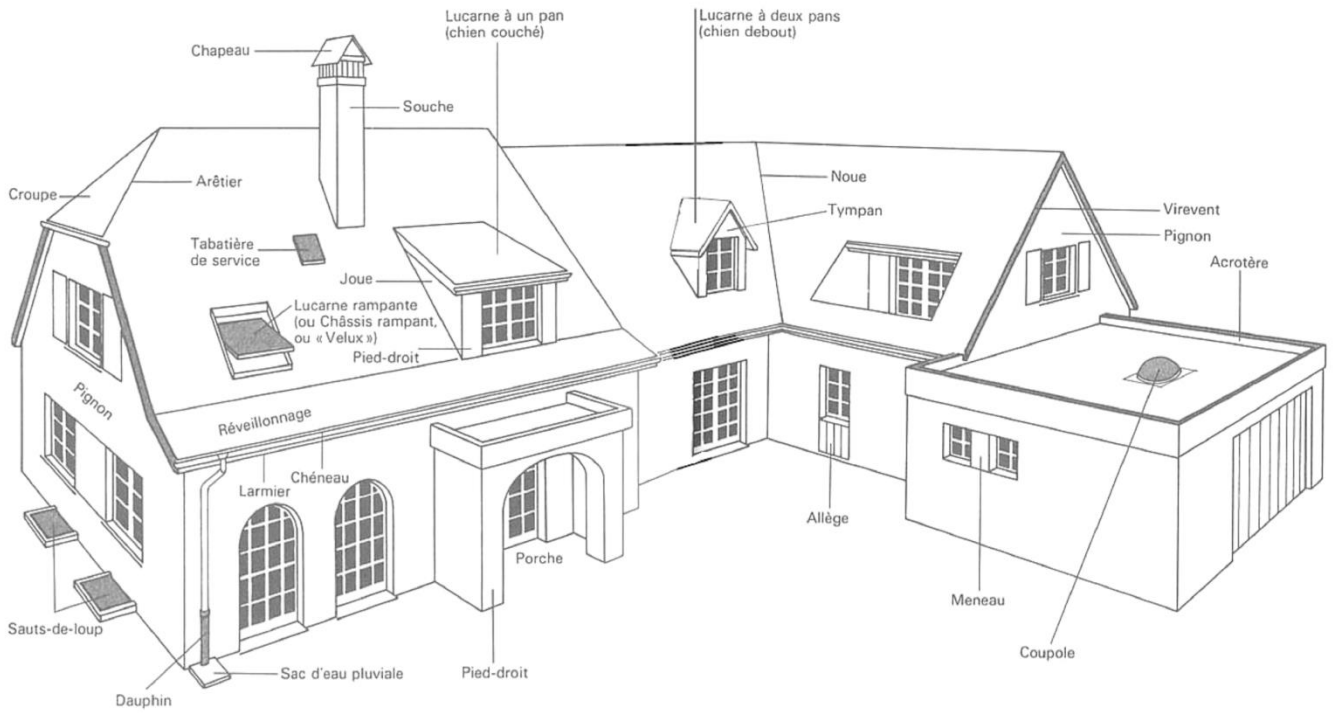 Lucarne à un pan
(chien couché)
Lucarne à deux pans
(chien debout)
Chapeau
Souche
Croupe
Arêtier
Noue
Tympan
Virevent
Pignon
Acrotère
Tabatière
de service
Joue
Lucarne rampante
(ou Châssis rampant,
ou « Velux »)
Pied-droit
Pignon
Réveillonnage
Larmier
Chéneau
Porche
Allège
Meneau
Coupole
Sauts-de-loup
Sac d'eau pluviale
Pied-droit
Dauphin